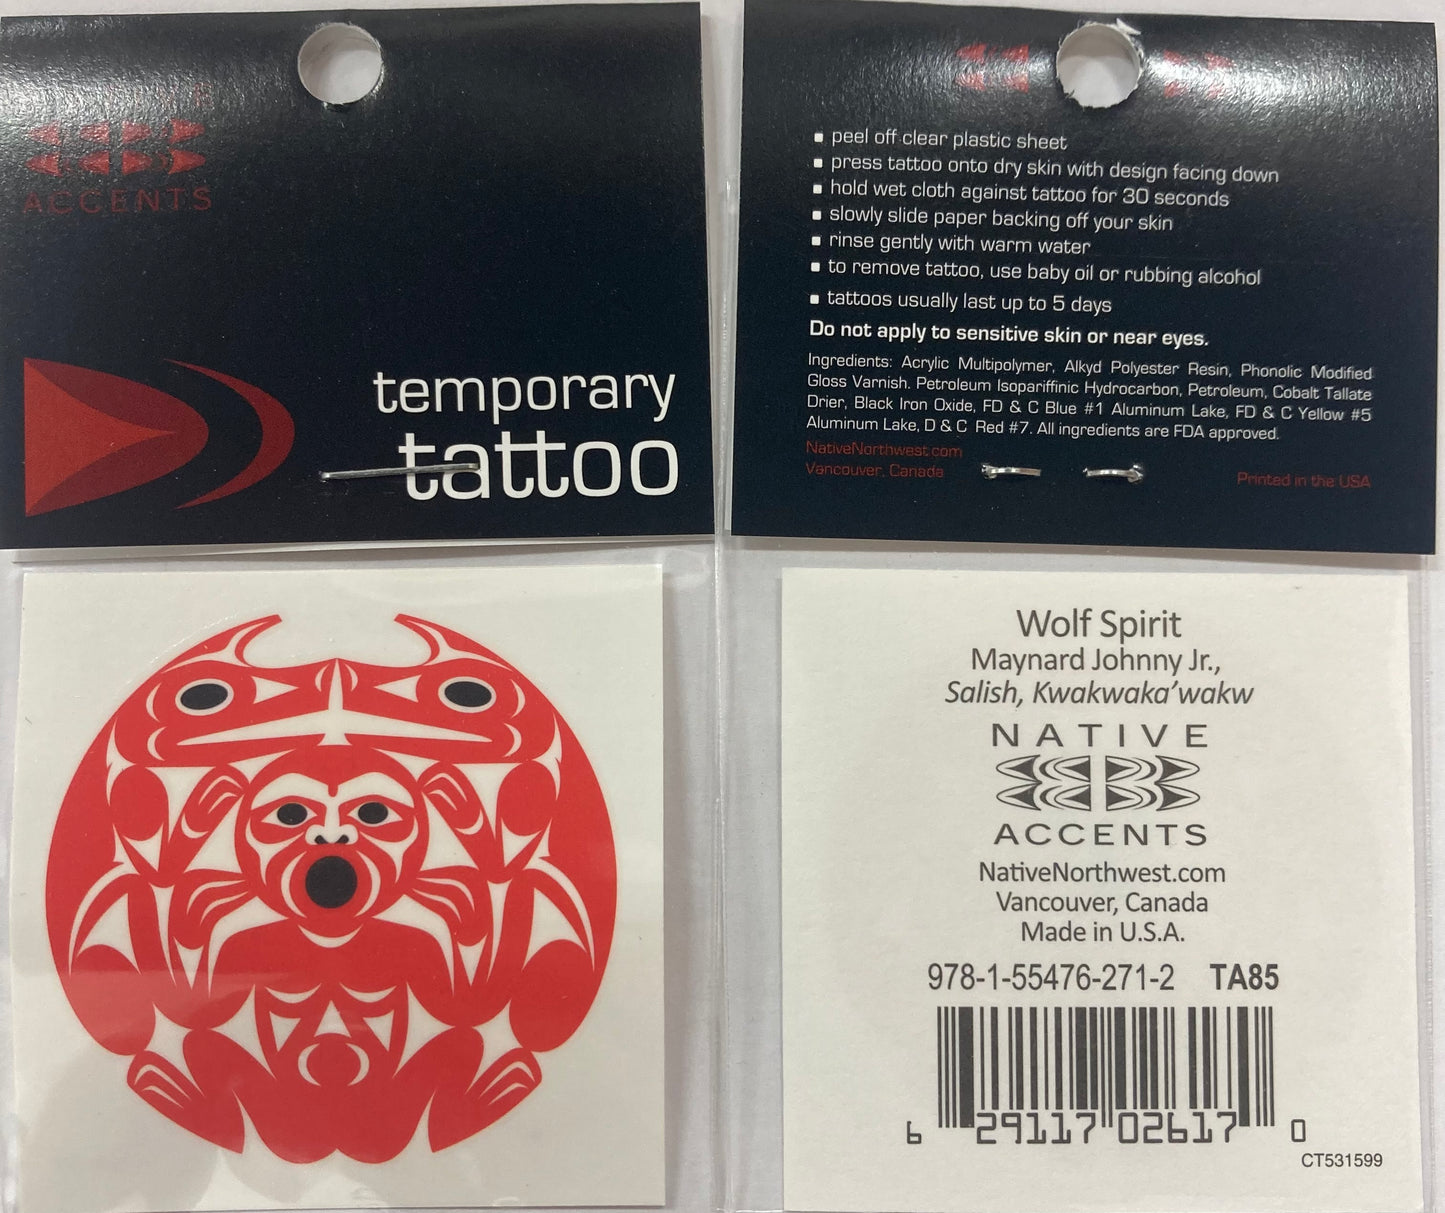 NATIVE
ACCENTS
temporary
tattoo
▪ peel off clear plastic sheet
▪ press tattoo onto dry skin with design facing down
▪ hold wet cloth against tattoo for 30 seconds
▪ slowly slide paper backing off your skin
▪ rinse gently with warm water
▪ to remove tattoo, use baby oil or rubbing alcohol
▪ tattoos usually last up to 5 days
Do not apply to sensitive skin or near eyes.
Ingredients: Acrylic Multipolymer, Alkyd Polyester Resin, Phonolic Modified
Gloss Varnish. Petroleum Isopariffinic Hydrocarbon, Petroleum, Cobalt Tallate
Drier, Black Iron Oxide, FD & C Blue #1 Aluminum Lake, FD & C Yellow #5
Aluminum Lake, D & C Red #7. All ingredients are FDA approved.
NativeNorthwest.com
Vancouver, Canada
Printed in the USA
Wolf Spirit
Maynard Johnny Jr.,
Salish, Kwakwaka'wakw
NATIVE
ACCENTS
NativeNorthwest.com
Vancouver, Canada
Made in U.S.A.
978-1-55476-271-2 TA85
6 29117 02617 0
CT531599